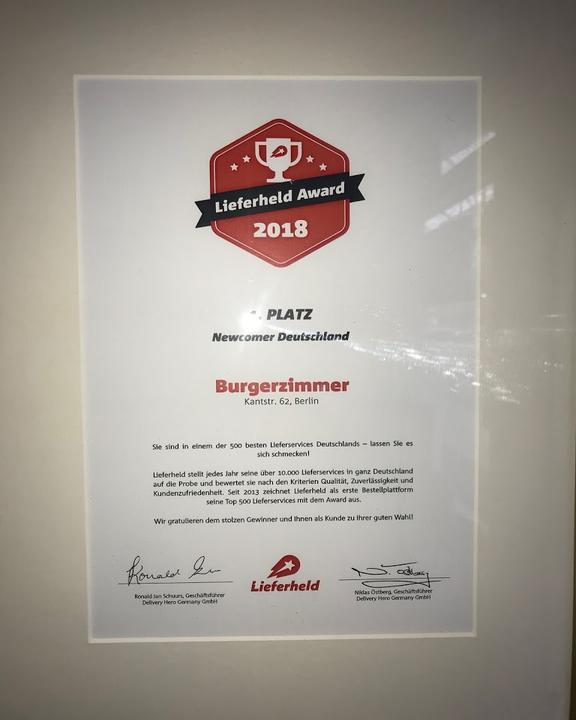 Lieferheld Award
2018
. PLATZ
Newcomer Deutschland
Burgerzimmer
Kantstr. 62, Berlin
Sie sind in einem der 500 besten Lieferservices Deutschlands – lassen Sie es
sich schmecken!
Lieferheld stellt jedes Jahr seine über 10.000 Lieferservices in ganz Deutschland
auf die Probe und bewertet sie nach den Kriterien Qualität, Zuverlässigkeit und
Kundenzufriedenheit. Seit 2013 zeichnet Lieferheld als erste Bestellplattform
seine Top 500 Lieferservices mit dem Award aus.
Wir gratulieren dem stolzen Gewinner und Ihnen als Kunde zu Ihrer guten Wahl!
Ronald
Lieferheld
Ronald Jan Schuurs, Geschäftsführer
Delivery Hero Germany GmbH
Niklas Östberg, Geschäftsführer
Delivery Hero Germany GmbH